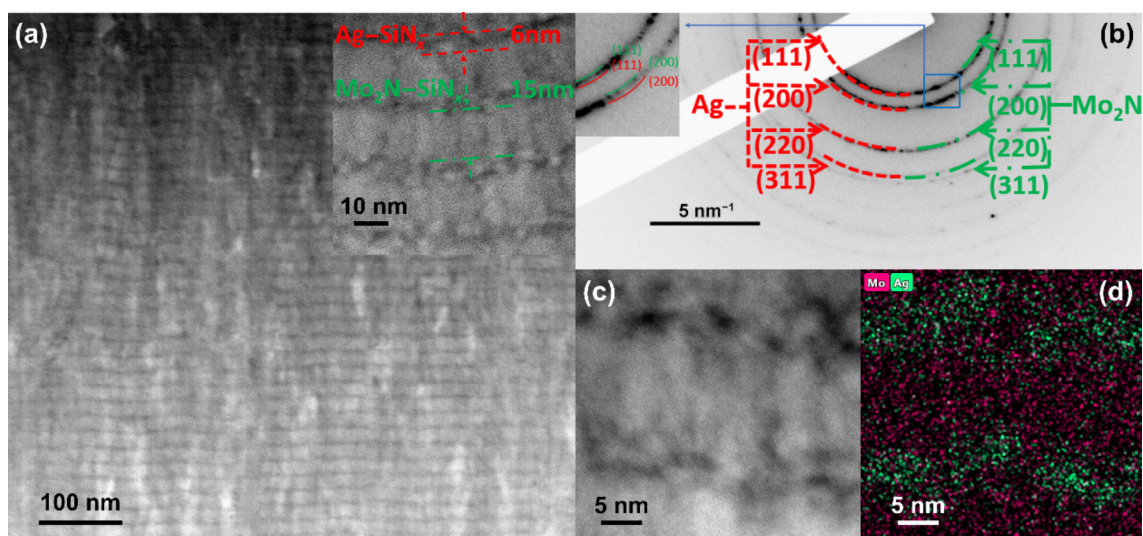 (a)
Ag–SiNx
6nm
Mo2N–SiNx
15nm
10 nm
100 nm
(111)
(111)
(200)
(200)
(b)
Ag
(111)
(200)
(220)
(311)
(111)
(200)
(220)
(311)
Mo2N
5 nm⁻¹
(c)
5 nm
Mo Ag
(d)
5 nm